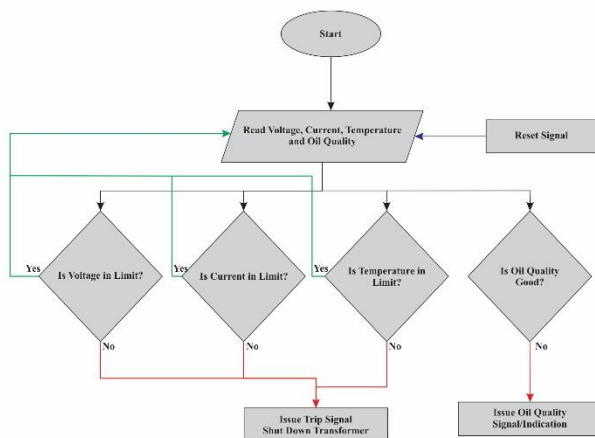 Start
Read Voltage, Current, Temperature
and Oil Quality
Reset Signal
Yes
Is Voltage in Limit?
Yes
Is Current in Limit?
Yes
Is Temperature in
Limit?
Is Oil Quality
Good?
No
No
No
No
Issue Trip Signal
Shut Down Transformer
Issue Oil Quality
Signal/Indication